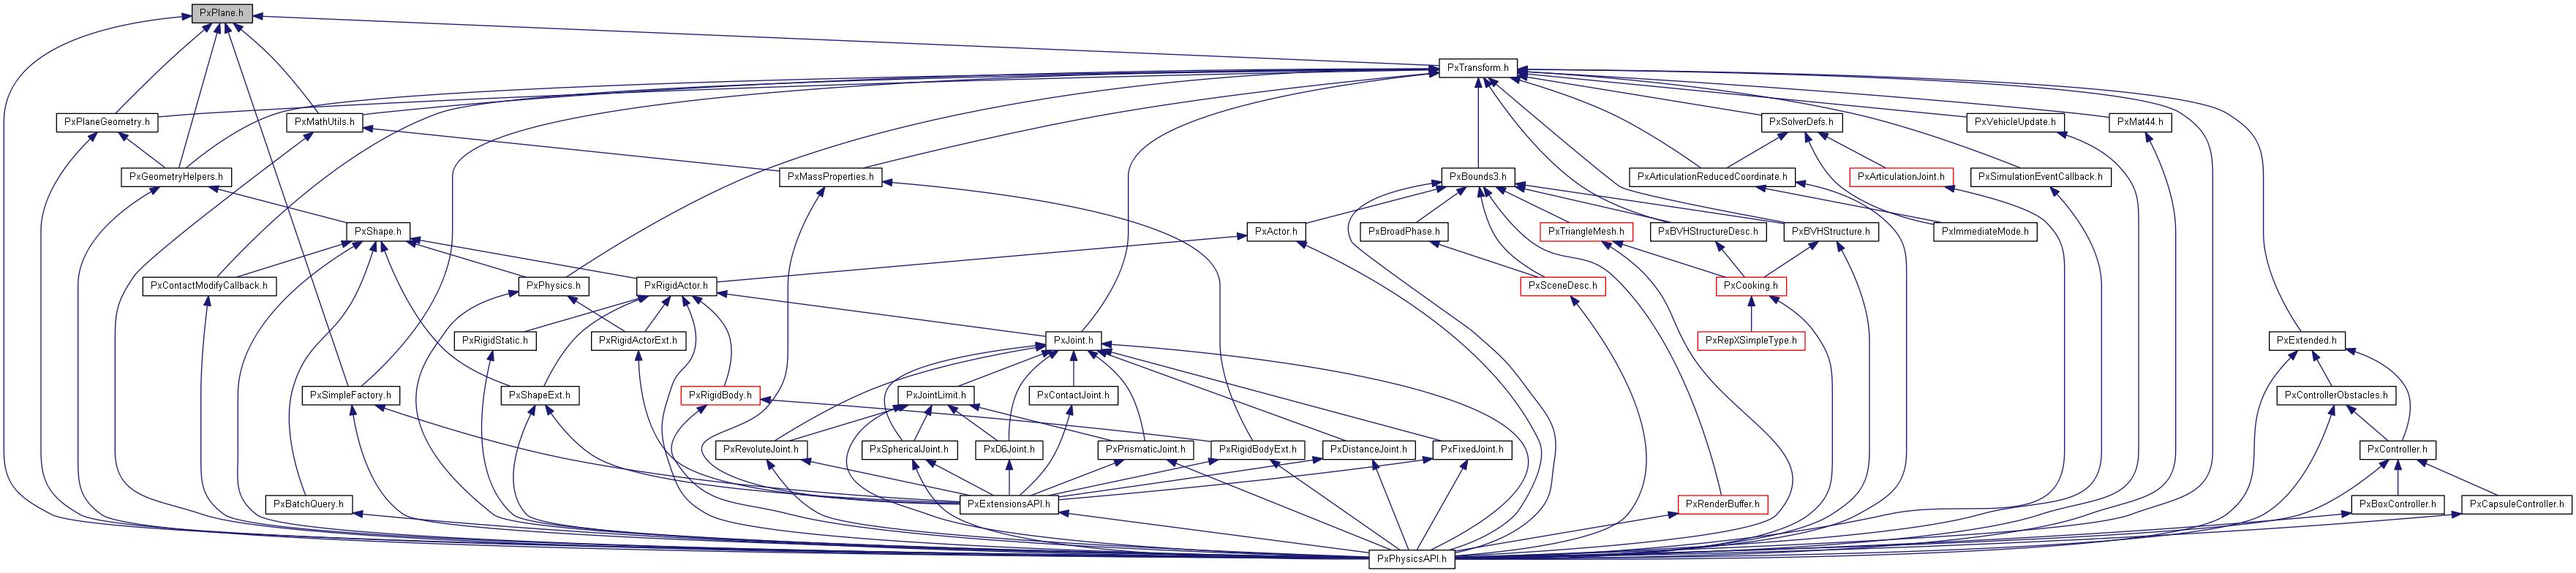 PxPlane.h
PxTransform.h
PxPlaneGeometry.h
PxMathUtils.h
PxSolverDefs.h
PxVehicleUpdate.h
PxMat44.h
PxGeometryHelpers.h
PxMassProperties.h
PxBounds3.h
PxArticulationReducedCoordinate.h
PxArticulationJoint.h
PxSimulationEventCallback.h
PxShape.h
PxActor.h
PxBroadPhase.h
PxTriangleMesh.h
PxBVHStructureDesc.h
PxBVHStructure.h
PxImmediateMode.h
PxContactModifyCallback.h
PxPhysics.h
PxRigidActor.h
PxSceneDesc.h
PxCooking.h
PxRigidStatic.h
PxRigidActorExt.h
PxJoint.h
PxRepXSimpleType.h
PxExtended.h
PxSimpleFactory.h
PxShapeExt.h
PxRigidBody.h
PxJointLimit.h
PxContactJoint.h
PxControllerObstacles.h
PxRevoluteJoint.h
PxSphericalJoint.h
PxD6Joint.h
PxPrismaticJoint.h
PxRigidBodyExt.h
PxDistanceJoint.h
PxFixedJoint.h
PxController.h
PxBatchQuery.h
PxExtensionsAPI.h
PxRenderBuffer.h
PxBoxController.h
PxCapsuleController.h
PxPhysicsAPI.h